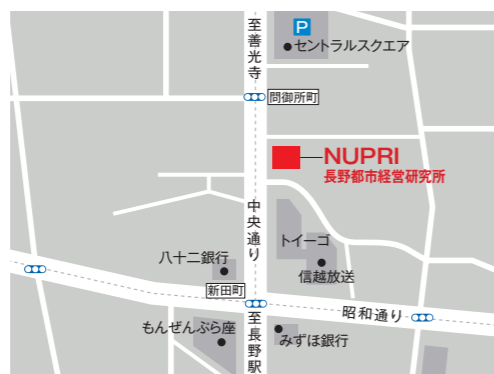 至善光寺
P
セントラルスクエア
問御所町
NUPRI
長野都市経営研究所
中央通り
トイーゴ
八十二銀行
信越放送
新田町
昭和通り
もんぜんぷら座
至長野駅
みずほ銀行